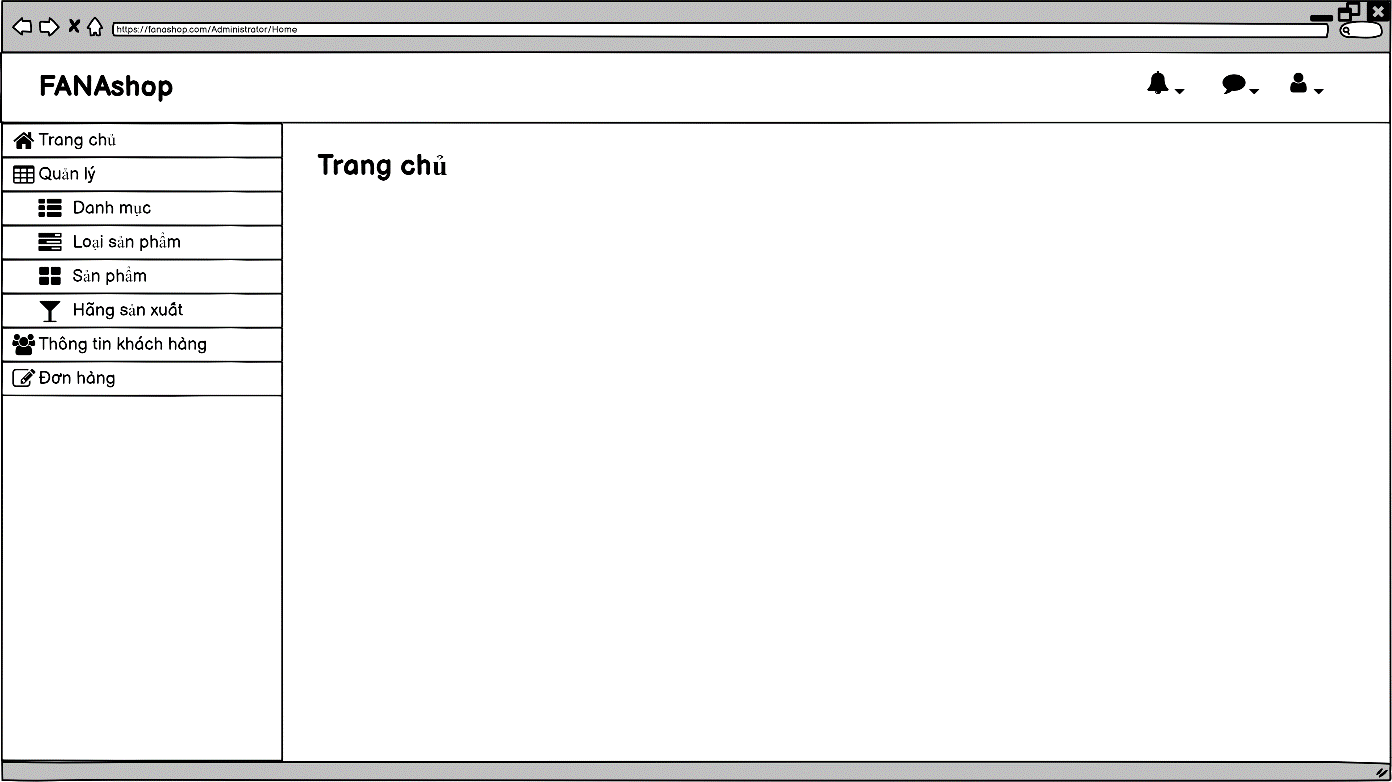 https://fanashop.com/Administrator/Home
FANAshop
Trang chủ
Quản lý
Danh mục
Loại sản phẩm
Sản phẩm
Hãng sản xuất
Thông tin khách hàng
Đơn hàng
Trang chủ